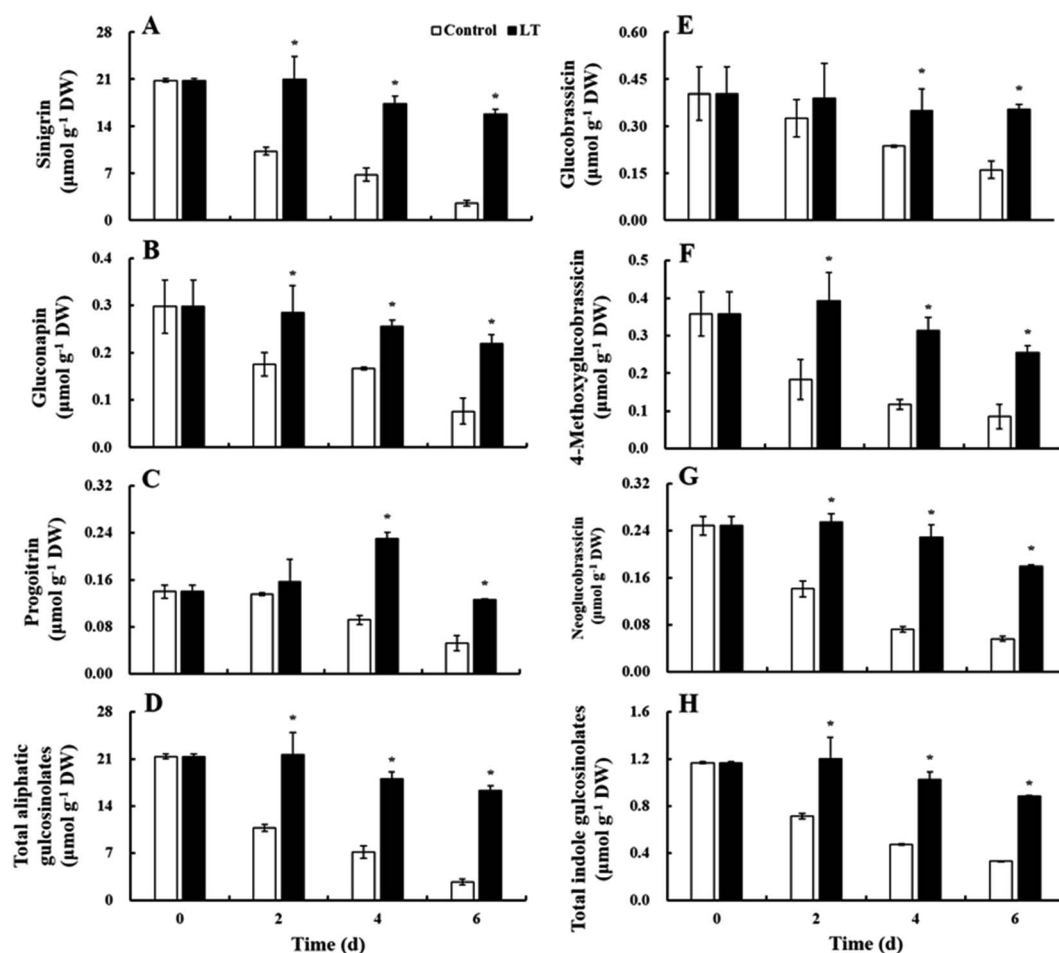 A
Control
LT
28
21
14
7
0
Sinigrin
(µmol g-1 DW)
*
*
*
E
0.60
0.45
0.30
0.15
0.00
Glucobrassicin
(µmol g-1 DW)
*
*
B
0.4
0.3
0.2
0.1
0.0
Gluconapin
(µmol g-1 DW)
*
*
*
F
0.5
0.4
0.3
0.2
0.1
0.0
4-Methoxyglucobrassicin
(µmol g-1 DW)
*
*
*
C
0.32
0.24
0.16
0.08
0.00
Progoitrin
(µmol g-1 DW)
*
*
G
0.32
0.24
0.16
0.08
0.00
Neoglucobrassicin
(µmol g-1 DW)
*
*
*
D
28
21
14
7
0
Total aliphatic
gulcosinolates
(µmol g-1 DW)
*
*
*
0 2 4 6
Time (d)
H
1.6
1.2
0.8
0.4
0.0
Total indole gulcosinolates
(µmol g-1 DW)
*
*
*
0 2 4 6
Time (d)